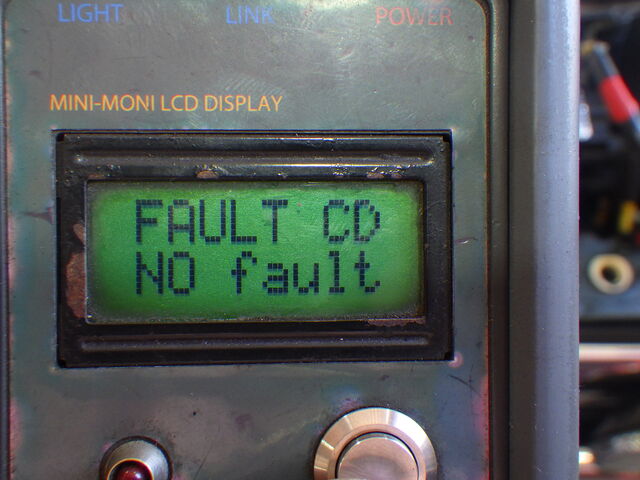 LIGHT LINK POWER
MINI-MONI LCD DISPLAY
FAULT CD
NO fault